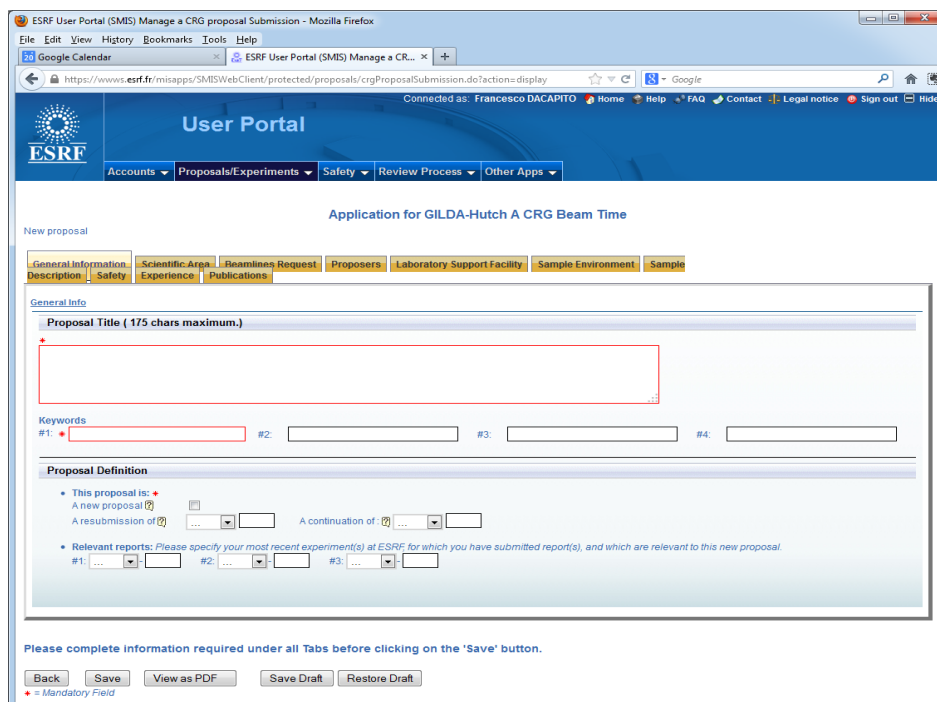 ESRF User Portal (SMIS) Manage a CRG proposal Submission - Mozilla Firefox
File Edit View History Bookmarks Tools Help
20 Google Calendar × ESRF User Portal (SMIS) Manage a CR... × +
https://wwws.esrf.fr/misapps/SMISWebClient/protected/proposals/crgProposalSubmission.do?action=display 8 Google
Connected as: Francesco DACAPITO Home Help FAQ Contact Legal notice Sign out Hide
User Portal
ESRF
Accounts Proposals/Experiments Safety Review Process Other Apps
Application for GILDA-Hutch A CRG Beam Time
New proposal
General Information Scientific Area Beamlines Request Proposers Laboratory Support Facility Sample Environment Sample
Description Safety Experience Publications
General Info
Proposal Title ( 175 chars maximum.)
*
Keywords
#1: * #2: #3: #4:
Proposal Definition
• This proposal is: *
A new proposal ?
A resubmission of ? ... A continuation of : ? ...
• Relevant reports: Please specify your most recent experiment(s) at ESRF, for which you have submitted report(s), and which are relevant to this new proposal.
#1: ... - #2: ... - #3: ... -
Please complete information required under all Tabs before clicking on the 'Save' button.
Back Save View as PDF Save Draft Restore Draft
* = Mandatory Field